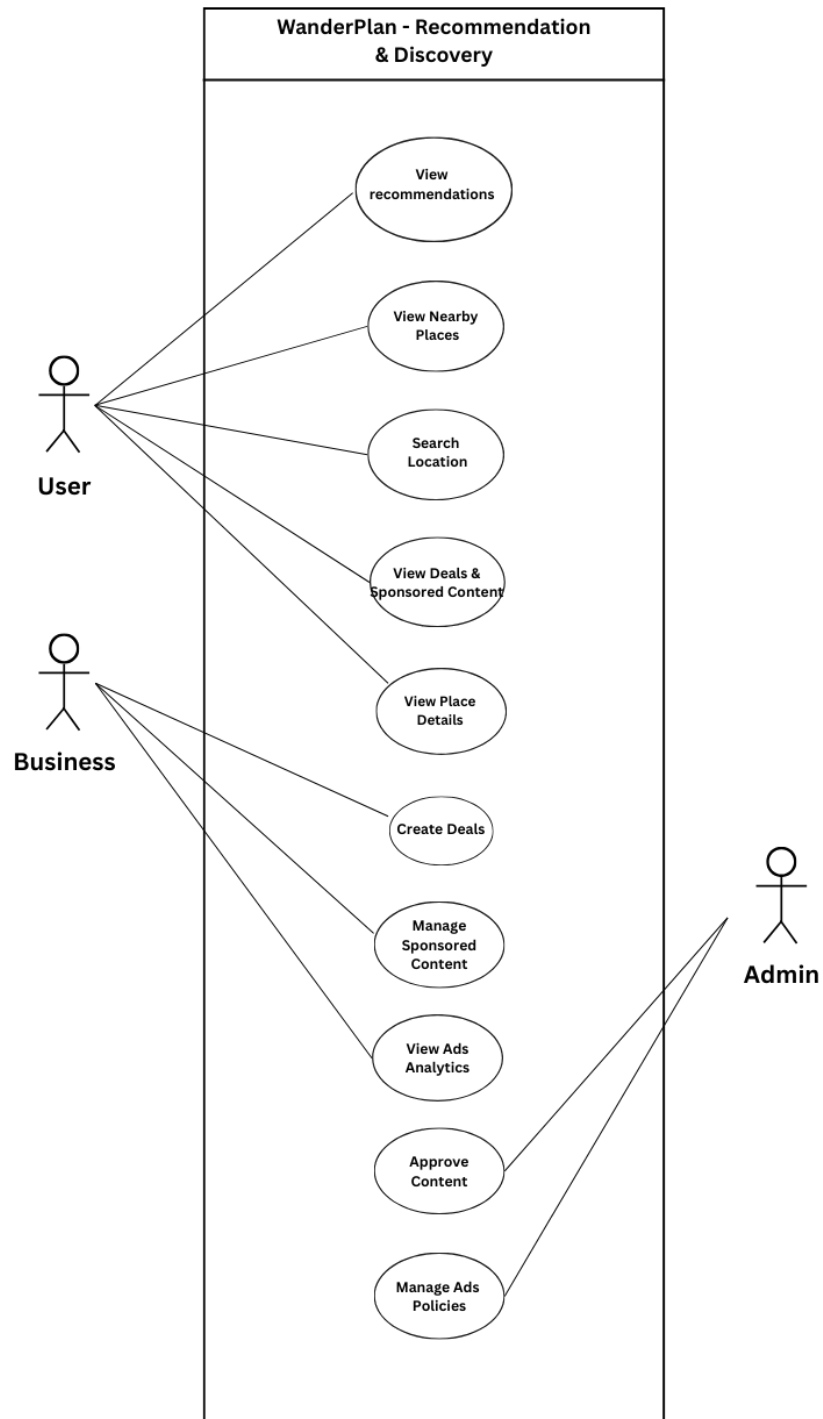 WanderPlan - Recommendation
& Discovery
View
recommendations
View Nearby
Places
Search
Location
User
View Deals &
Sponsored Content
View Place
Details
Business
Create Deals
Manage
Sponsored
Content
Admin
View Ads
Analytics
Approve
Content
Manage Ads
Policies